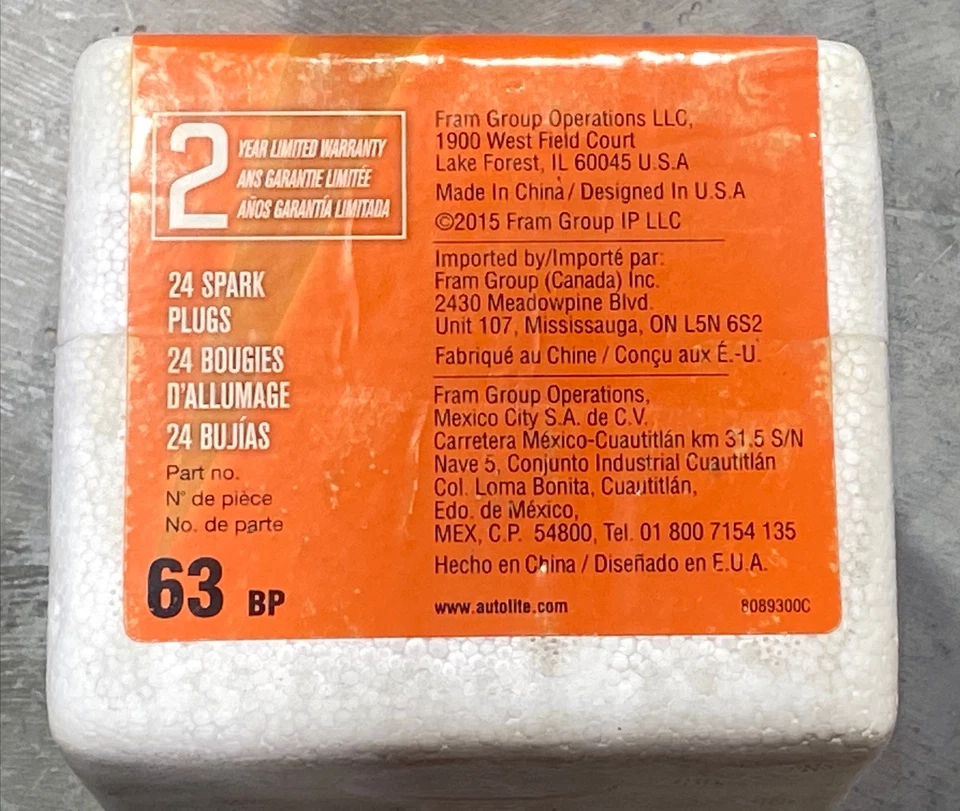 2
YEAR LIMITED WARRANTY
ANS GARANTIE LIMITÉE
AÑOS GARANTÍA LIMITADA
24 SPARK
PLUGS
24 BOUGIES
D'ALLUMAGE
24 BUJÍAS
Part no.
N° de pièce
No. de parte
63 BP
Fram Group Operations LLC,
1900 West Field Court
Lake Forest, IL 60045 U.S.A
Made In China / Designed In U.S.A
©2015 Fram Group IP LLC
Imported by/Importé par:
Fram Group (Canada) Inc.
2430 Meadowpine Blvd.
Unit 107, Mississauga, ON L5N 6S2
Fabriqué au Chine / Conçu aux É.-U.
Fram Group Operations,
Mexico City S.A. de C.V.
Carretera México-Cuautitlán km 31.5 S/N
Nave 5, Conjunto Industrial Cuautitlán
Col. Loma Bonita, Cuautitlán,
Edo. de México,
MEX, C.P. 54800, Tel. 01 800 7154 135
Hecho en China / Diseñado en E.U.A.
www.autolite.com 8089300C